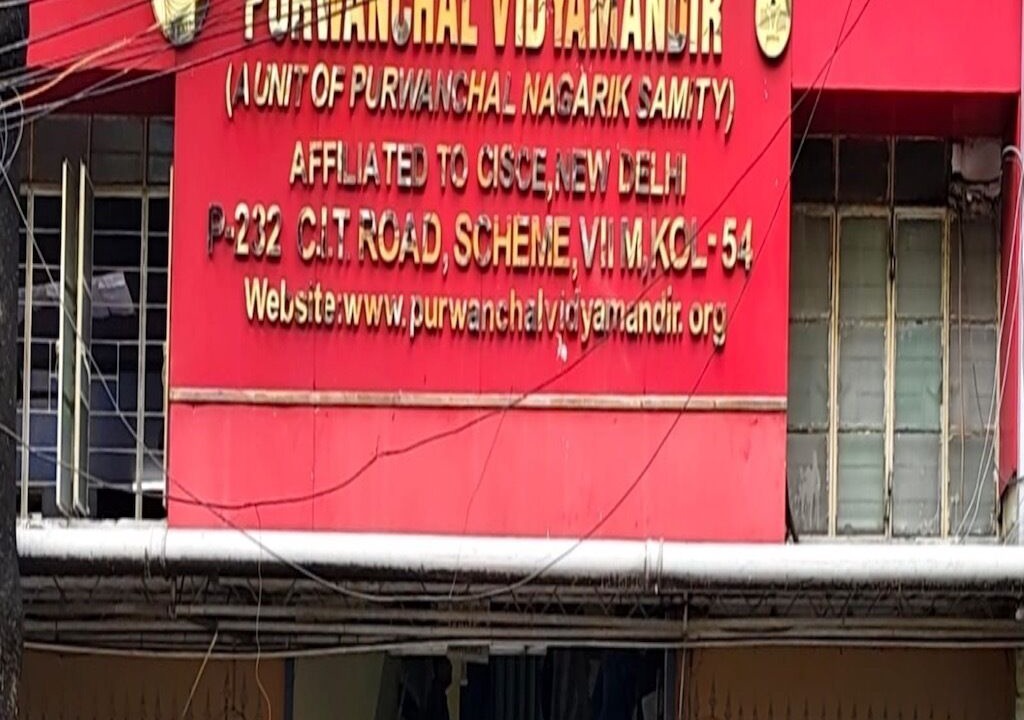 PURWANCHAL VIDYAMANDIR
(A UNIT OF PURWANCHAL NAGARIK SAMITY)
AFFILIATED TO CISCE, NEW DELHI
P-232 C.I.T ROAD, SCHEME, VII M, KOL-54
Website:www.purwanchalvidyamandir.org